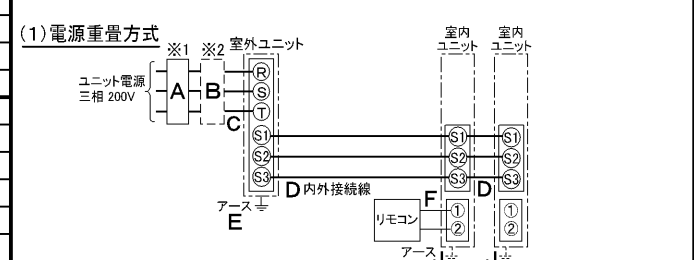 (1)電源重畳方式
※1 ※2 室外ユニット
室内
ユニット
室内
ユニット
ユニット電源
三相 200V
A B
R
S
T
C
S1
S2
S3
S1
S2
S3
S1
S2
S3
D 内外接続線
D
アース
E
F
リモコン
①
②
①
②
アース